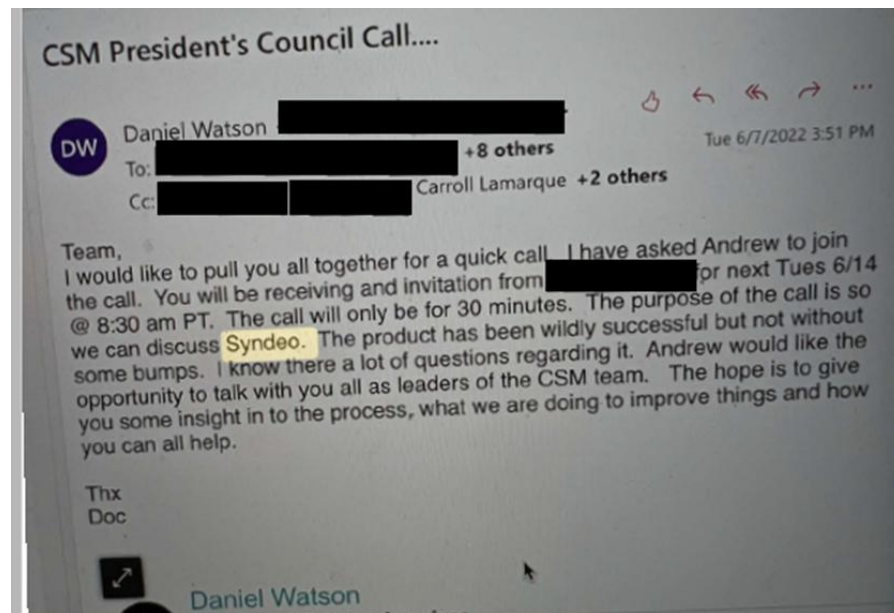 CSM President's Council Call....
DW
Daniel Watson
Tue 6/7/2022 3:51 PM
To: +8 others
Cc: Carroll Lamarque +2 others
Team,
I would like to pull you all together for a quick call. I have asked Andrew to join
the call. You will be receiving and invitation from for next Tues 6/14
@ 8:30 am PT. The call will only be for 30 minutes. The purpose of the call is so
we can discuss Syndeo. The product has been wildly successful but not without
some bumps. I know there a lot of questions regarding it. Andrew would like the
opportunity to talk with you all as leaders of the CSM team. The hope is to give
you some insight in to the process, what we are doing to improve things and how
you can all help.
Thx
Doc
Daniel Watson